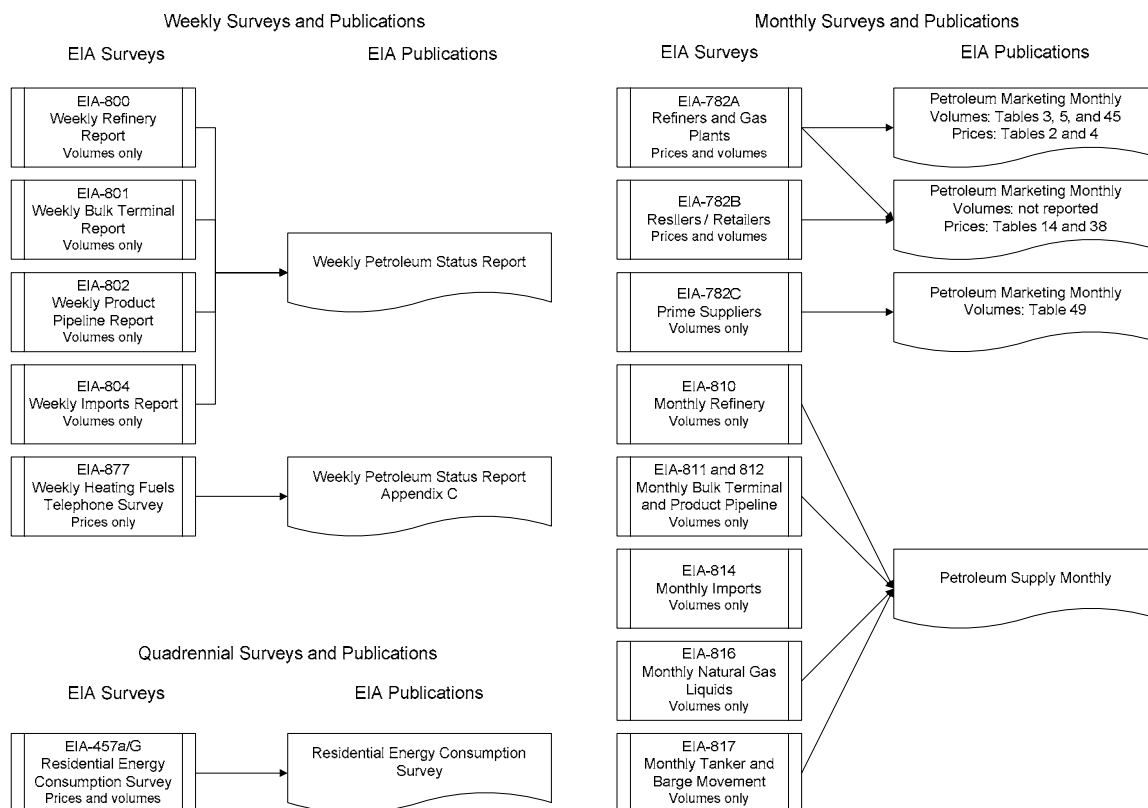 Weekly Surveys and Publications
EIA Surveys
EIA Publications
EIA-800
Weekly Refinery
Report
Volumes only
EIA-801
Weekly Bulk Terminal
Report
Volumes only
EIA-802
Weekly Product
Pipeline Report
Volumes only
EIA-804
Weekly Imports Report
Volumes only
Weekly Petroleum Status Report
EIA-877
Weekly Heating Fuels
Telephone Survey
Prices only
Weekly Petroleum Status Report
Appendix C
Quadrennial Surveys and Publications
EIA Surveys
EIA Publications
EIA-457a/G
Residential Energy
Consumption Survey
Prices and volumes
Residential Energy Consumption
Survey
Monthly Surveys and Publications
EIA Surveys
EIA Publications
EIA-782A
Refiners and Gas
Plants
Prices and volumes
Petroleum Marketing Monthly
Volumes: Tables 3, 5, and 45
Prices: Tables 2 and 4
EIA-782B
Resllers / Retailers
Prices and volumes
Petroleum Marketing Monthly
Volumes: not reported
Prices: Tables 14 and 38
EIA-782C
Prime Suppliers
Volumes only
Petroleum Marketing Monthly
Volumes: Table 49
EIA-810
Monthly Refinery
Volumes only
EIA-811 and 812
Monthly Bulk Terminal
and Product Pipeline
Volumes only
EIA-814
Monthly Imports
Volumes only
EIA-816
Monthly Natural Gas
Liquids
Volumes only
EIA-817
Monthly Tanker and
Barge Movement
Volumes only
Petroleum Supply Monthly